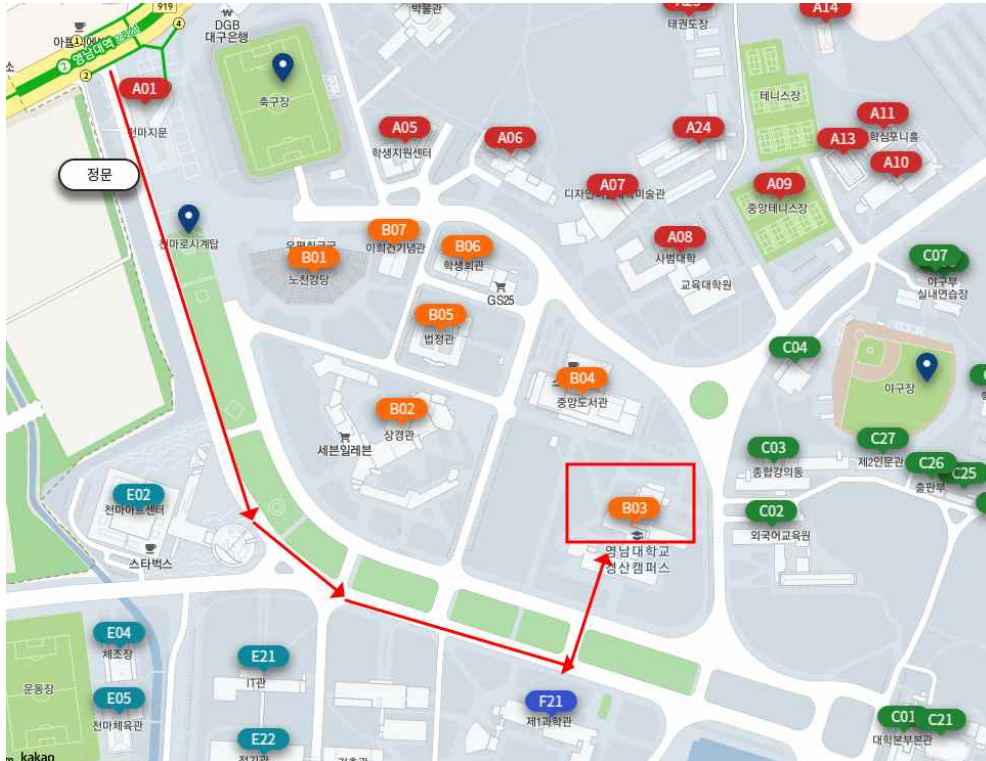 919
DGB
대구은행
박물관
태권도장
A14
1
4
2 영남대역
2
A01
천마지문
축구장
A05
학생지원센터
A06
A24
테니스장
A11
A13
A10
정문
A07
A09
중앙테니스장
천마로시계탑
B07
이희건기념관
B06
학생회관
GS25
A08
사범대학
교육대학원
C07
야구부
실내연습장
B01
노천강당
B05
법정관
C04
야구장
B04
중앙도서관
B02
상경관
세븐일레븐
C03
종합강의동
C27
제2인문관
C26
출판부
C25
E02
천마아트센터
스타벅스
B03
영남대학교
경산캠퍼스
C02
외국어교육원
E04
체조장
E21
IT관
운동장
E05
천마체육관
F21
제1과학관
E22
C01
C21
대학본부본관
kakao